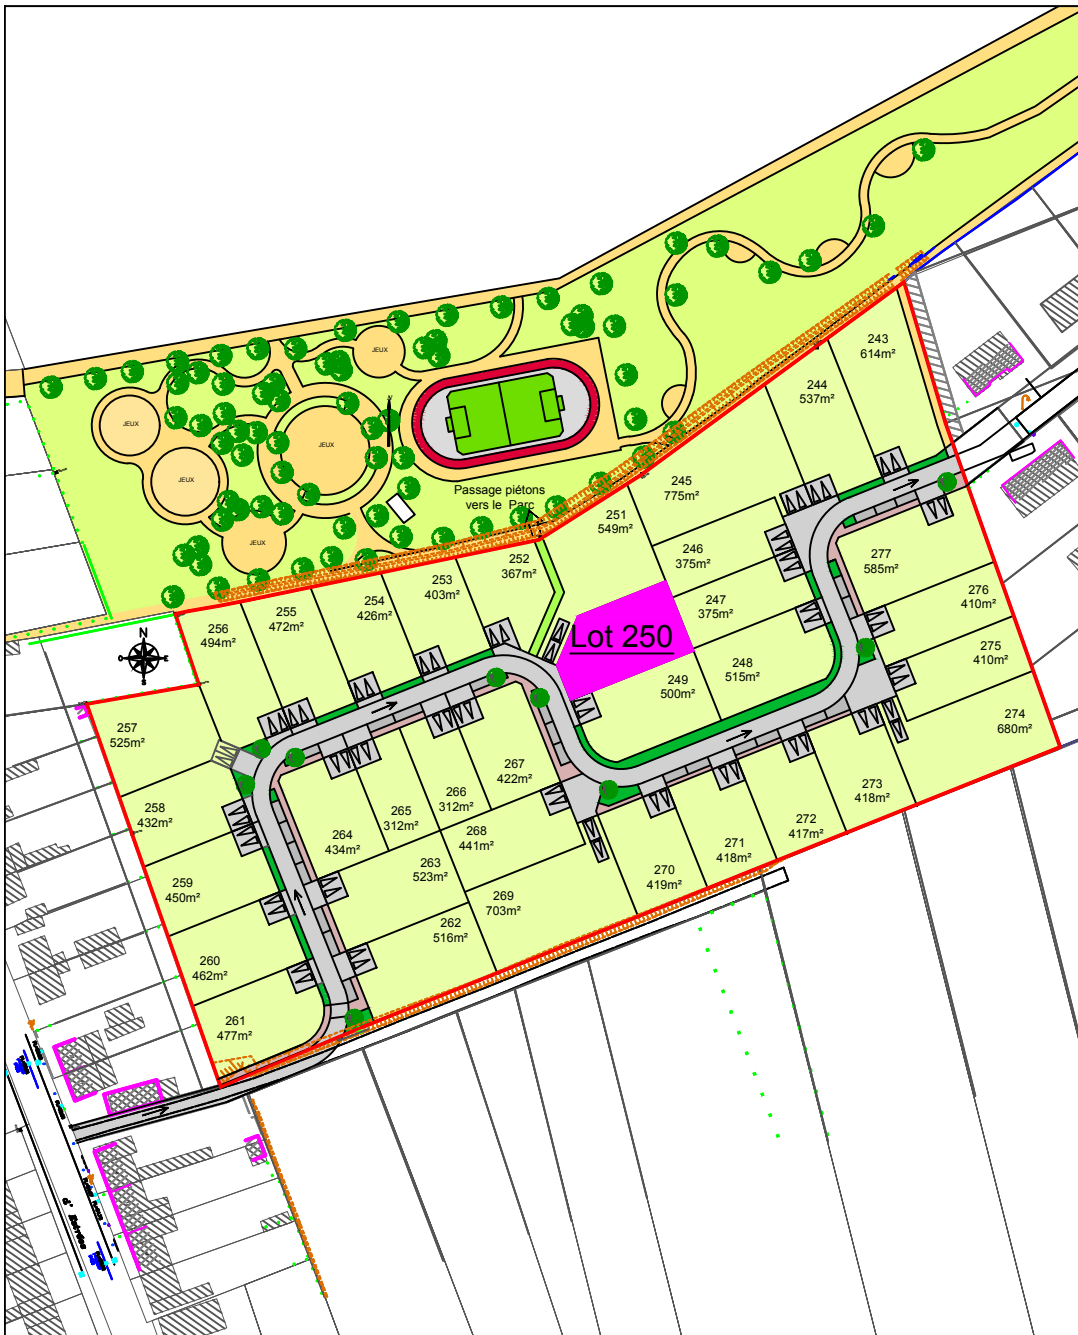 JEUX
JEUX
JEUX
JEUX
JEUX
Passage piétons
vers le Parc
243
614m²
244
537m²
245
775m²
251
549m²
246
375m²
247
375m²
252
367m²
253
403m²
254
426m²
255
472m²
256
494m²
277
585m²
276
410m²
275
410m²
274
680m²
N
E
S
Lot 250
248
515m²
249
500m²
257
525m²
258
432m²
259
450m²
260
462m²
261
477m²
264
434m²
265
312m²
266
312m²
267
422m²
268
441m²
263
523m²
262
516m²
269
703m²
270
419m²
271
418m²
272
417m²
273
418m²